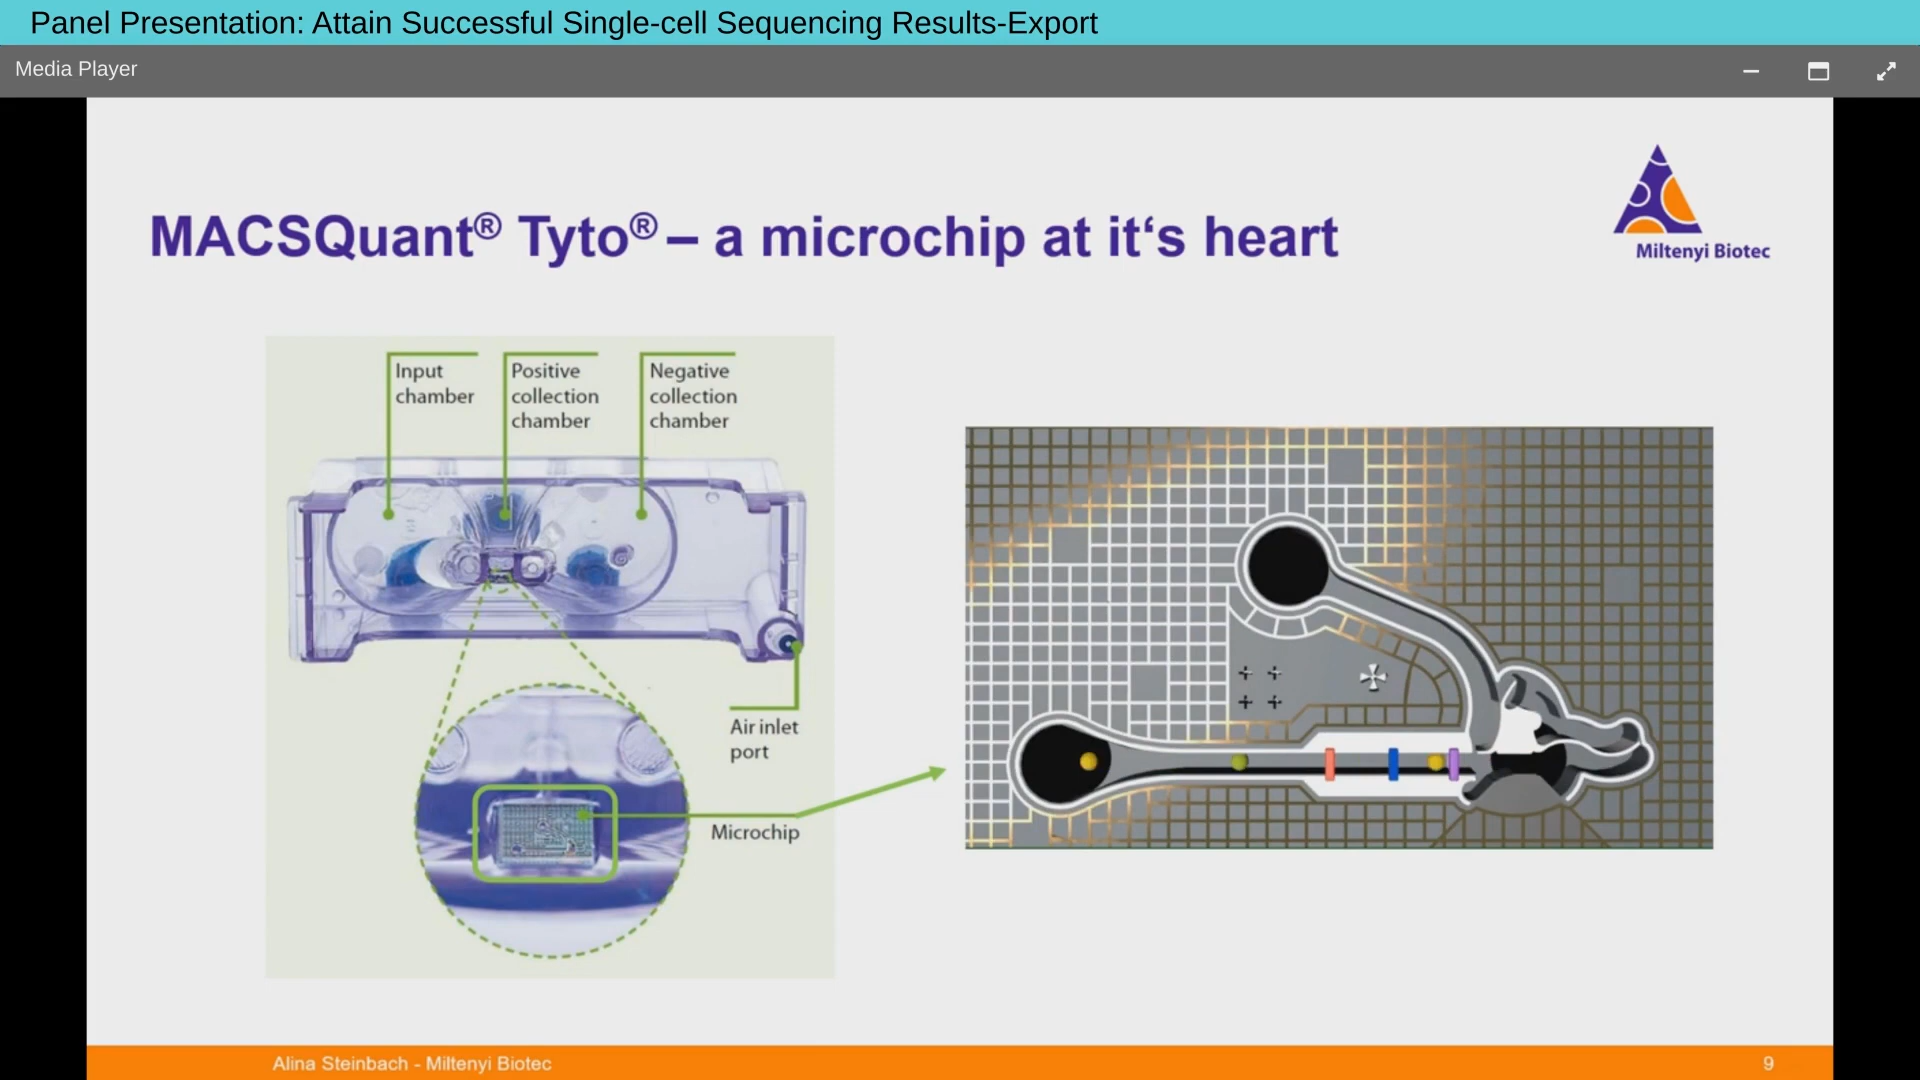 Panel Presentation: Attain Successful Single-cell Sequencing Results-Export
Media Player
MACSQuant® Tyto® – a microchip at it‘s heart
Miltenyi Biotec
Input
chamber
Positive
collection
chamber
Negative
collection
chamber
Air inlet
port
Microchip
Alina Steinbach - Miltenyi Biotec
9